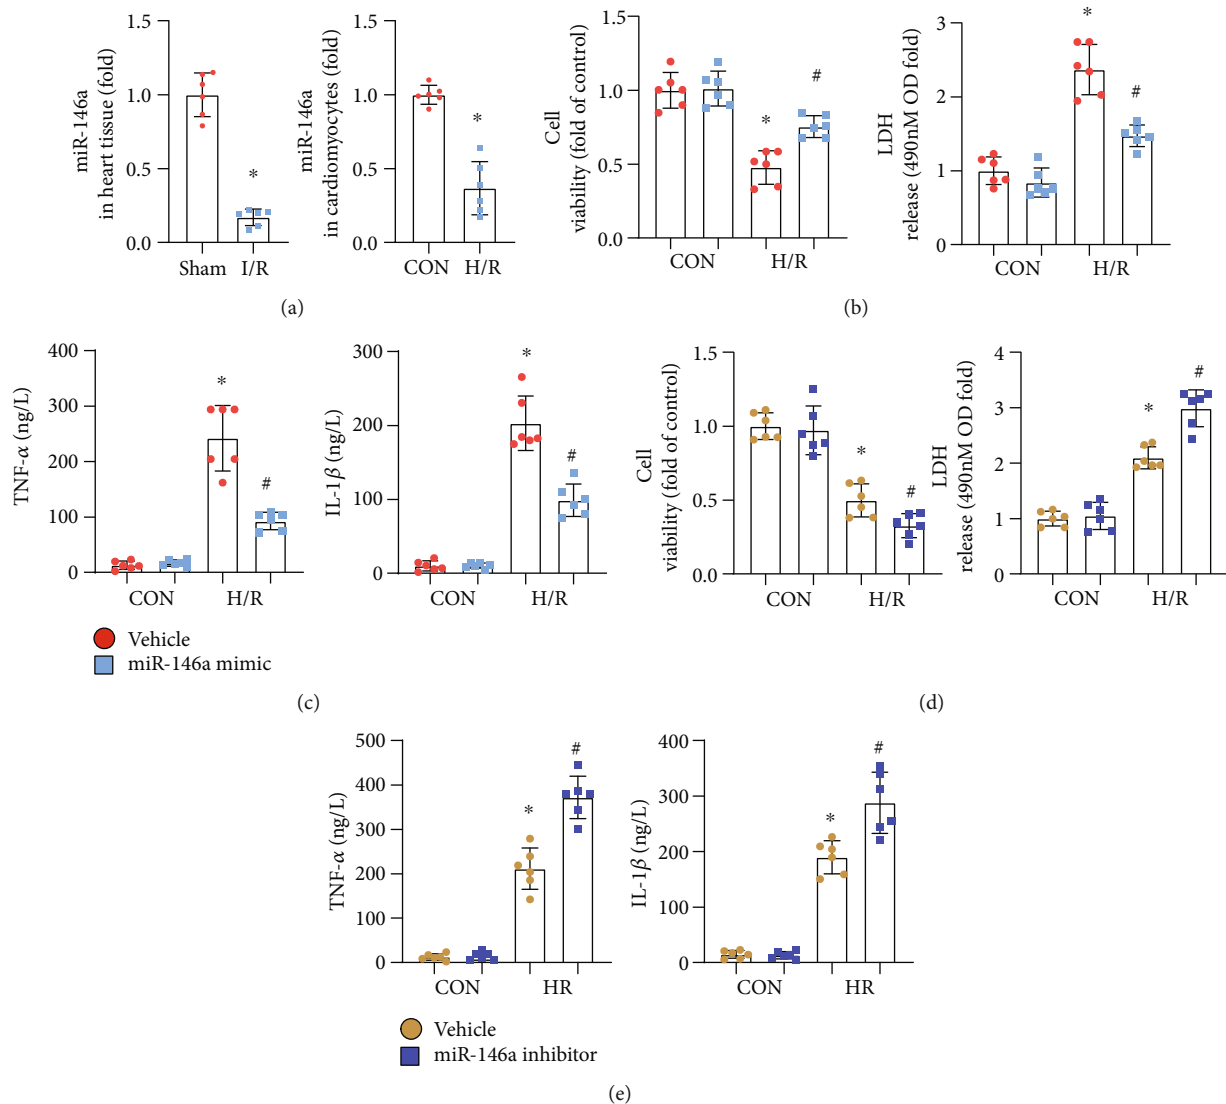 miR-146a
in heart tissue (fold)
1.5
1.0
0.5
0.0
*
Sham I/R
miR-146a
in cardiomyocytes (fold)
1.5
1.0
0.5
0.0
*
CON H/R
(a)
Cell
viability (fold of control)
1.5
1.0
0.5
0.0
*
#
CON H/R
LDH
release (490nM OD fold)
3
2
1
0
*
#
CON H/R
(b)
TNF-α (ng/L)
400
300
200
100
0
*
#
CON H/R
IL-1β (ng/L)
300
200
100
0
*
#
CON H/R
Vehicle
miR-146a mimic
(c)
Cell
viability (fold of control)
1.5
1.0
0.5
0.0
*
#
CON H/R
LDH
release (490nM OD fold)
4
3
2
1
0
*
#
CON H/R
(d)
TNF-α (ng/L)
500
400
300
200
100
0
*
#
CON HR
IL-1β (ng/L)
400
300
200
100
0
*
#
CON HR
Vehicle
miR-146a inhibitor
(e)